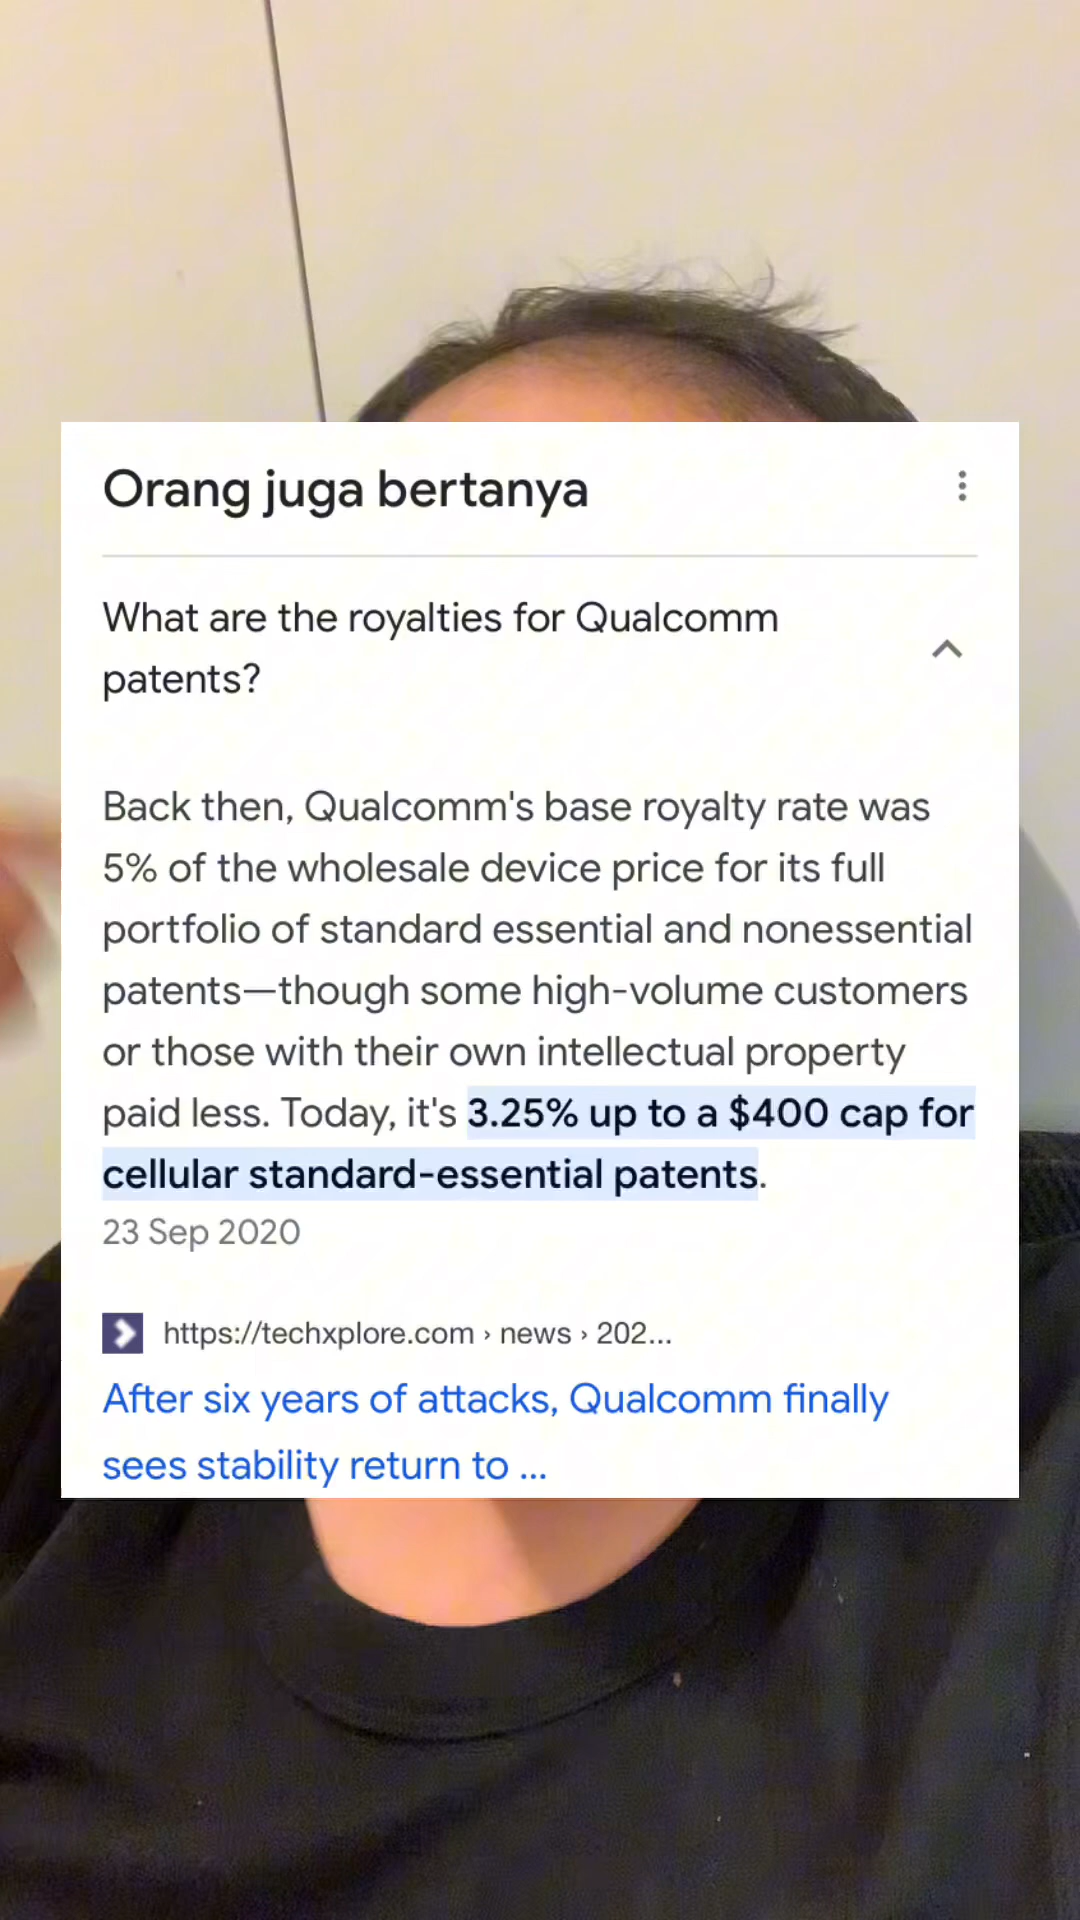 Orang juga bertanya
What are the royalties for Qualcomm
patents?
Back then, Qualcomm's base royalty rate was
5% of the wholesale device price for its full
portfolio of standard essential and nonessential
patents—though some high-volume customers
or those with their own intellectual property
paid less. Today, it's 3.25% up to a $400 cap for
cellular standard-essential patents.
23 Sep 2020
https://techxplore.com › news › 202...
After six years of attacks, Qualcomm finally
sees stability return to ...